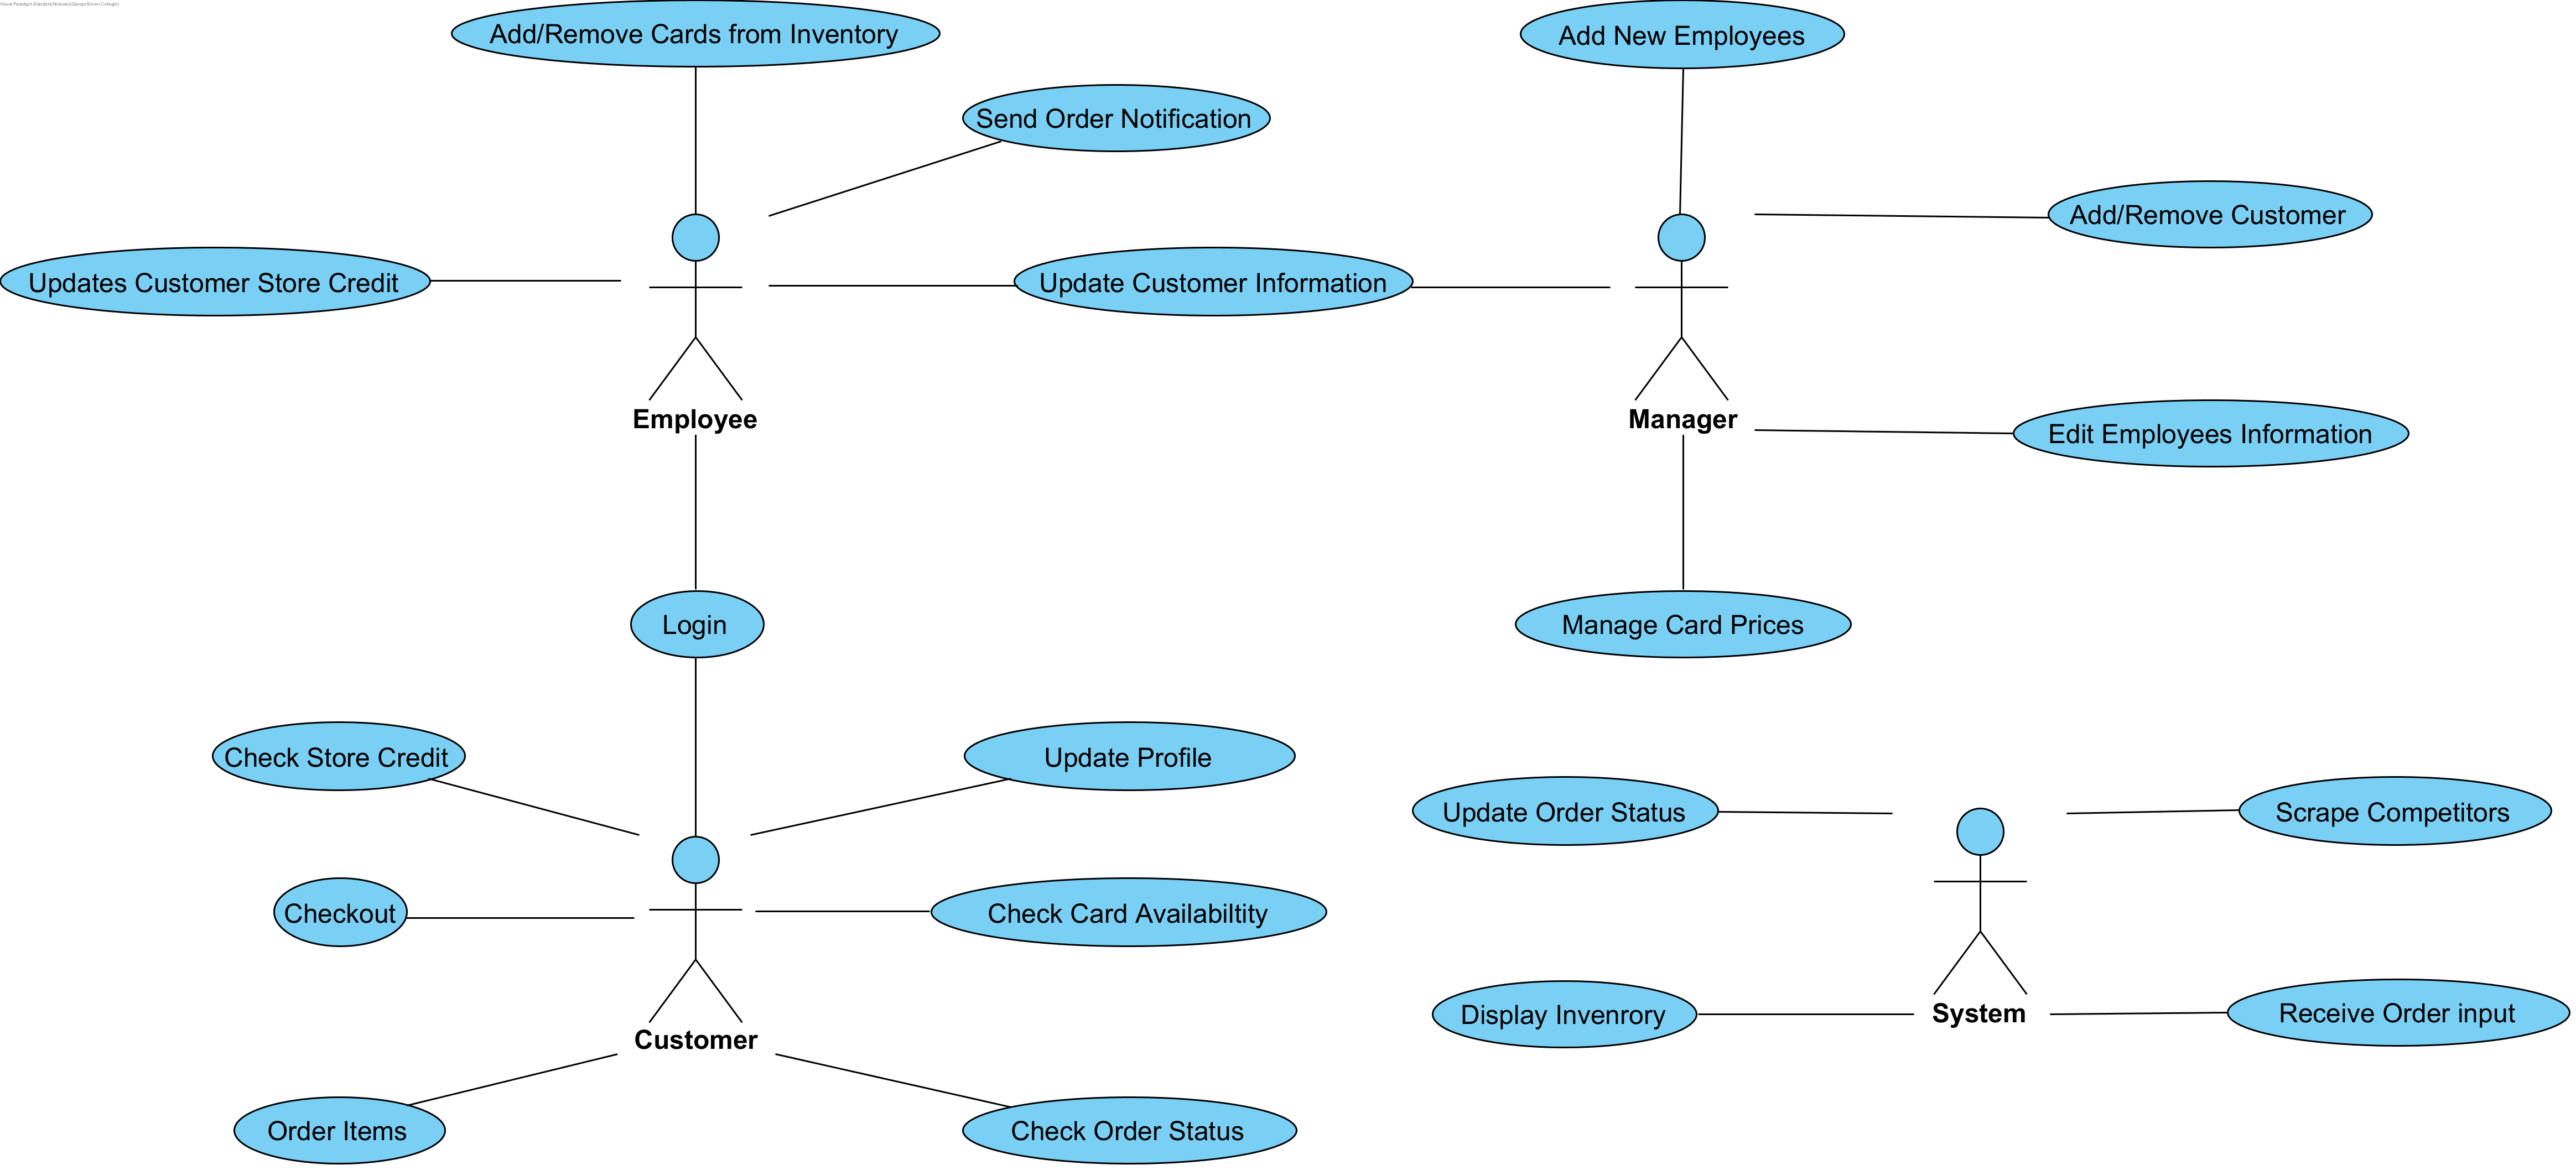 Visual Paradigm Standard(Nicholas(George Brown College))
Add/Remove Cards from Inventory
Add New Employees
Send Order Notification
Add/Remove Customer
Updates Customer Store Credit
Update Customer Information
Employee
Manager
Edit Employees Information
Login
Manage Card Prices
Check Store Credit
Update Profile
Update Order Status
Scrape Competitors
Checkout
Check Card Availabiltity
Display Invenrory
System
Receive Order input
Customer
Order Items
Check Order Status